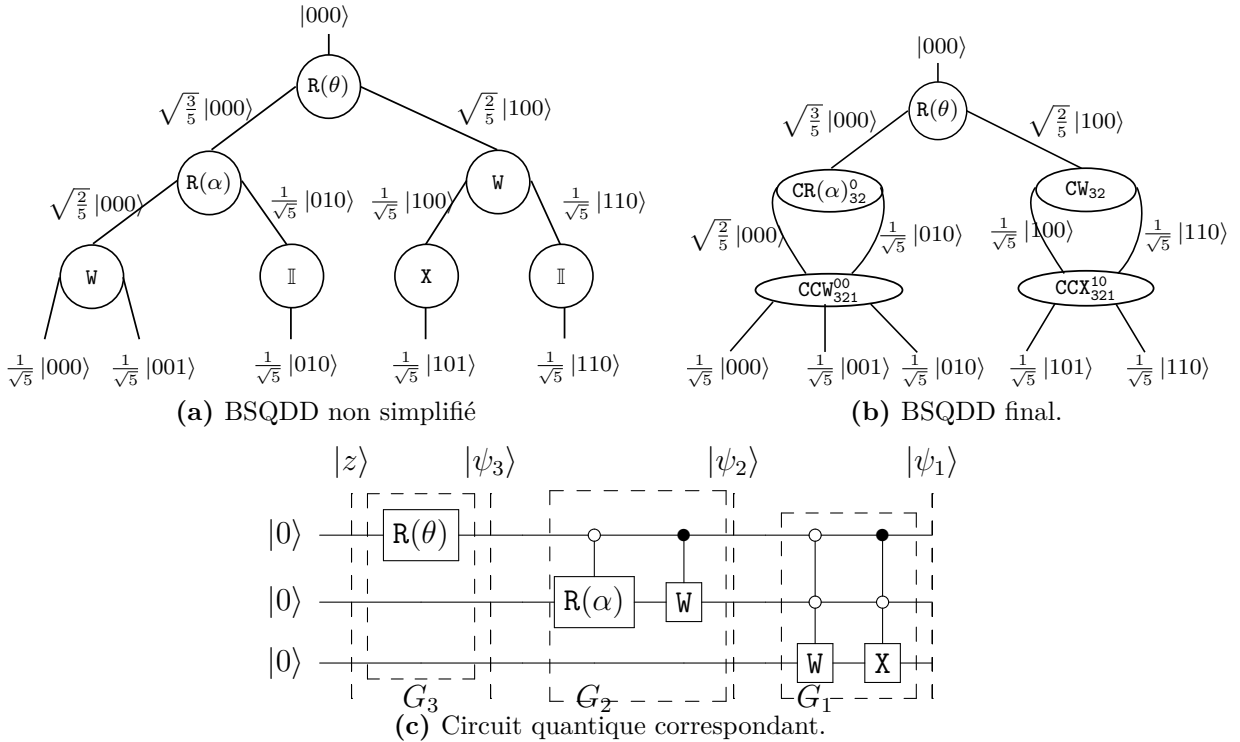 |000⟩
R(θ)
√(3/5) |000⟩ √(2/5) |100⟩
R(α) W
√(2/5) |000⟩ 1/√5 |010⟩ 1/√5 |100⟩ 1/√5 |110⟩
W 𝕀 X 𝕀
1/√5 |000⟩ 1/√5 |001⟩ 1/√5 |010⟩ 1/√5 |101⟩ 1/√5 |110⟩
(a) BSQDD non simplifié
|000⟩
R(θ)
√(3/5) |000⟩ √(2/5) |100⟩
CR(α)⁰₃₂ CW₃₂
√(2/5) |000⟩ 1/√5 |010⟩ 1/√5 |100⟩ 1/√5 |110⟩
CCW⁰⁰₃₂₁ CCX¹⁰₃₂₁
1/√5 |000⟩ 1/√5 |001⟩ 1/√5 |010⟩ 1/√5 |101⟩ 1/√5 |110⟩
(b) BSQDD final.
|z⟩ |ψ₃⟩ |ψ₂⟩ |ψ₁⟩
|0⟩ R(θ)
|0⟩ R(α) W
|0⟩ W X
G₃ G₂ G₁
(c) Circuit quantique correspondant.